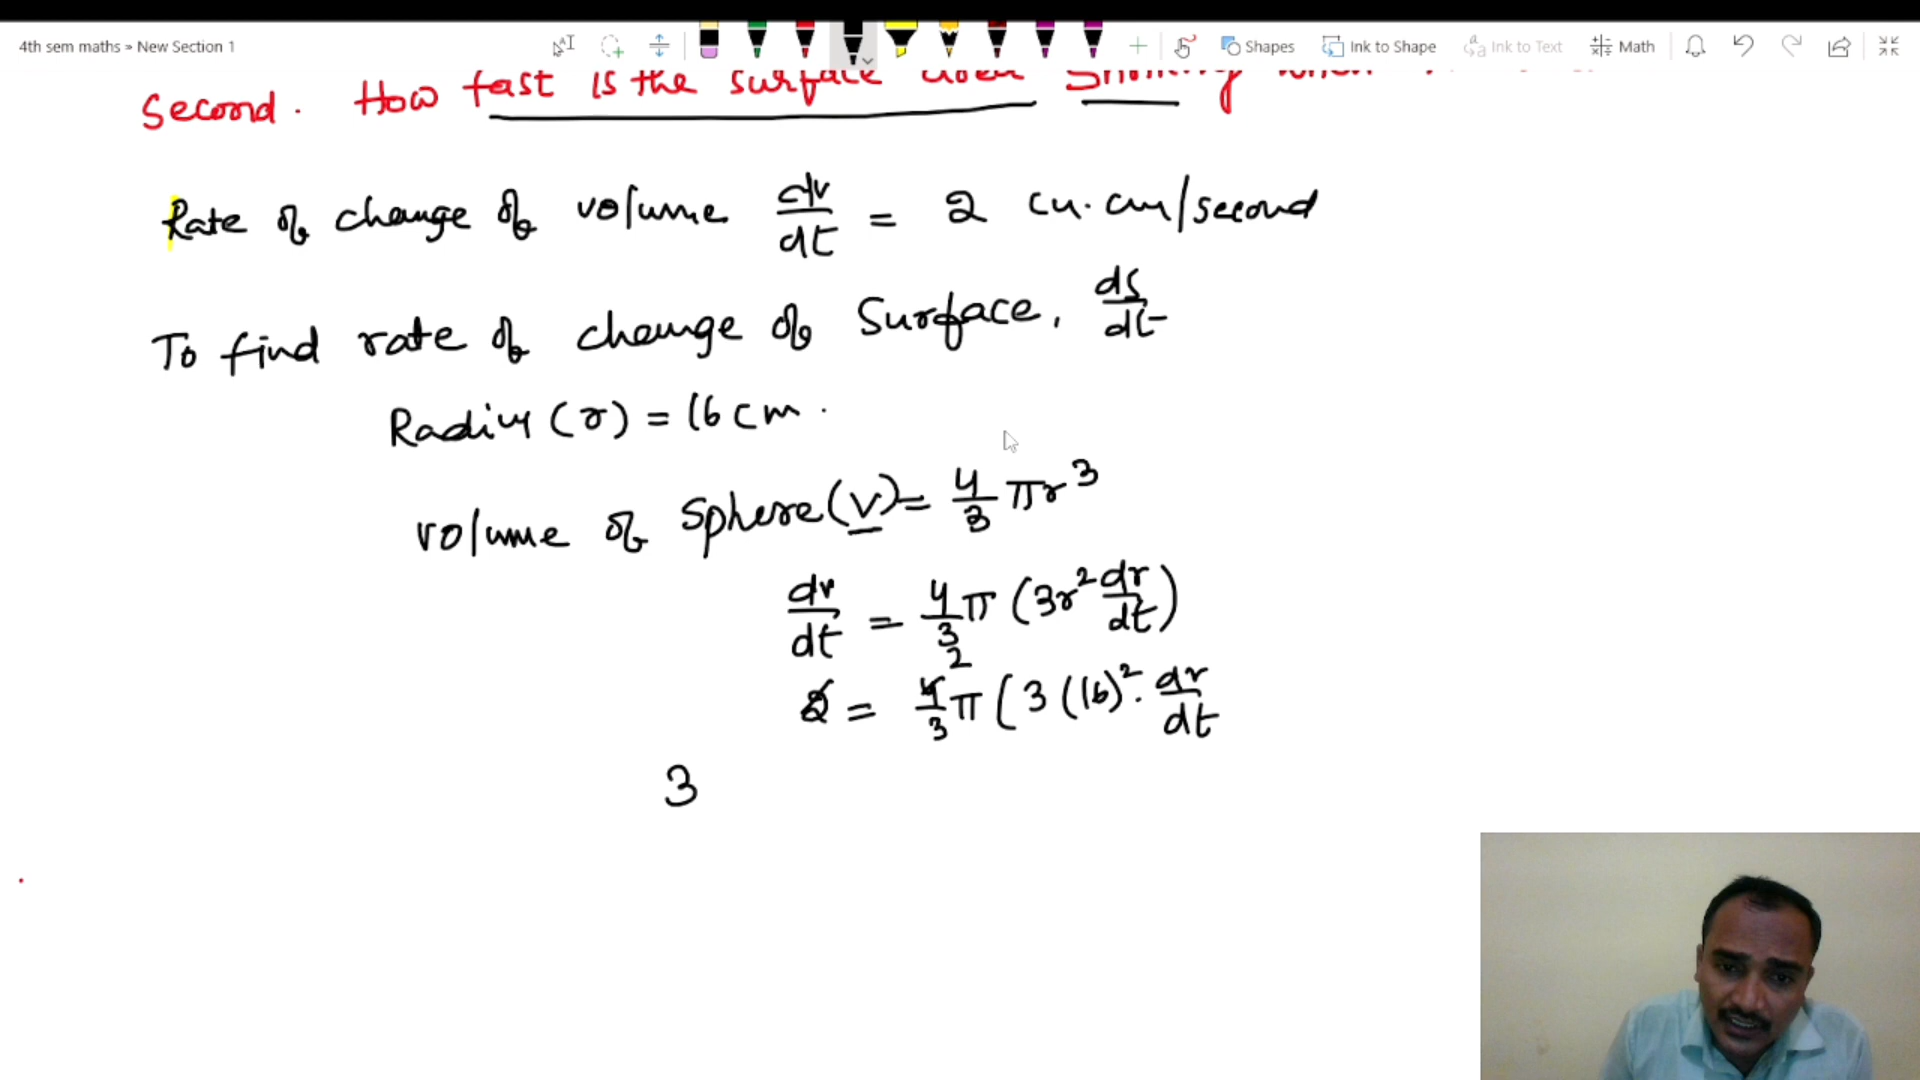 4th sem maths » New Section 1
Shapes Ink to Shape Ink to Text Math
fast is the surface
Second. How
Rate of change of volume dv/dt = 2 cu. cm/second
To find rate of change of Surface, ds/dt
Radius (r) = 16 cm.
volume of Sphere (V) = 4/3 πr³
dv/dt = 4/3 π (3r² dr/dt)
2 = 4/3 π (3 (16)². dr/dt
2
3